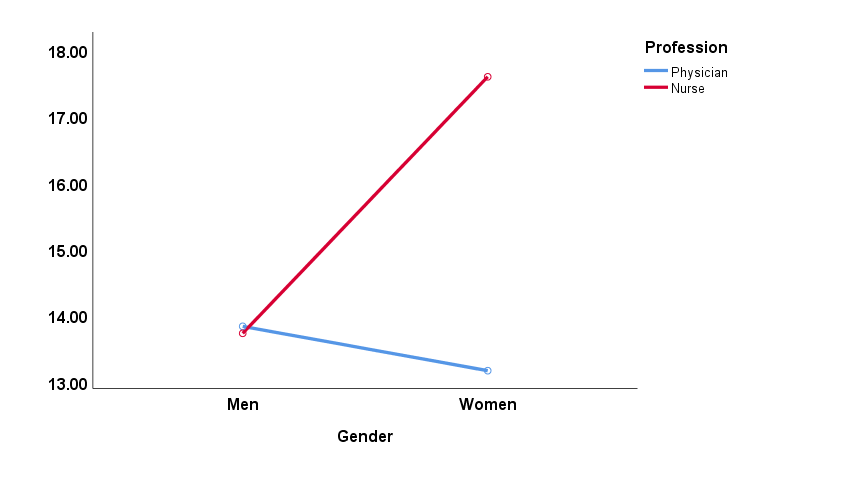 18.00
17.00
16.00
15.00
14.00
13.00
Men
Women
Gender
Profession
Physician
Nurse